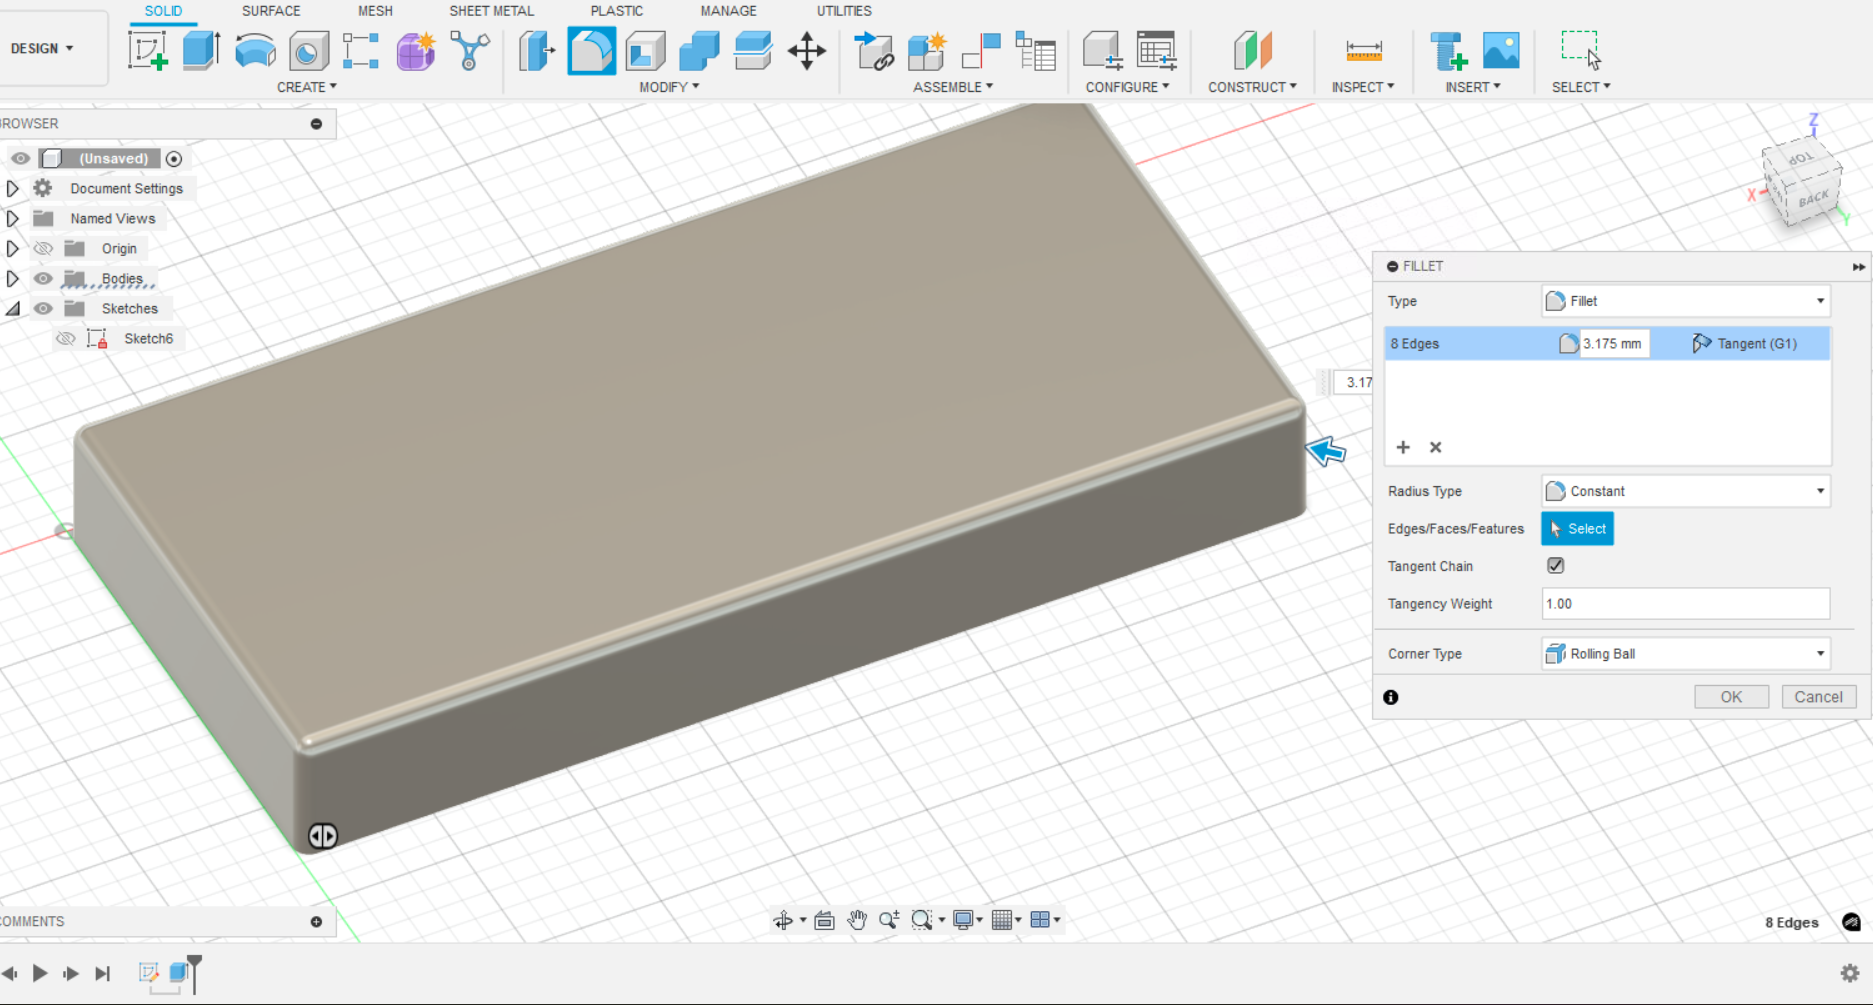 SOLID SURFACE MESH SHEET METAL PLASTIC MANAGE UTILITIES
DESIGN
CREATE MODIFY ASSEMBLE CONFIGURE CONSTRUCT INSPECT INSERT SELECT
BROWSER
(Unsaved)
Document Settings
Named Views
Origin
Bodies
Sketches
Sketch6
Z
TOP
BACK
X
Y
FILLET
Type Fillet
8 Edges 3.175 mm Tangent (G1)
3.17
Radius Type Constant
Edges/Faces/Features Select
Tangent Chain
Tangency Weight 1.00
Corner Type Rolling Ball
OK Cancel
COMMENTS
8 Edges